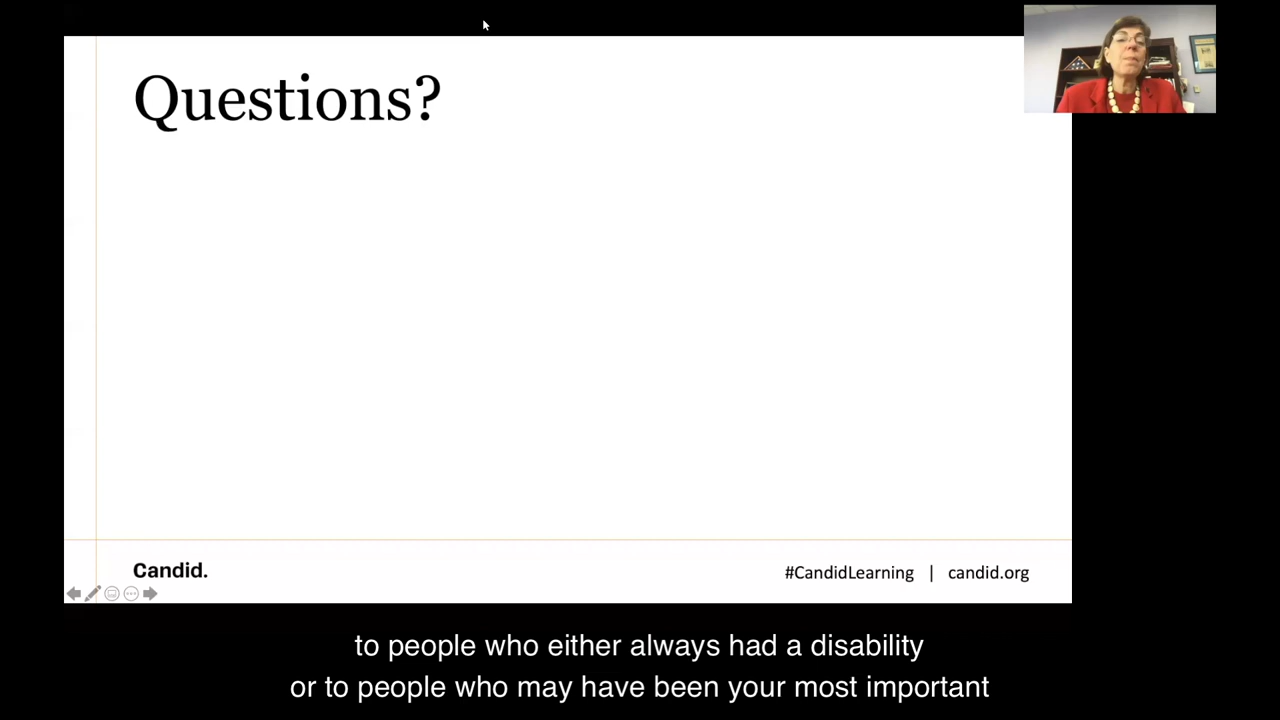 Questions?
Candid.
#CandidLearning | candid.org
to people who either always had a disability
or to people who may have been your most important